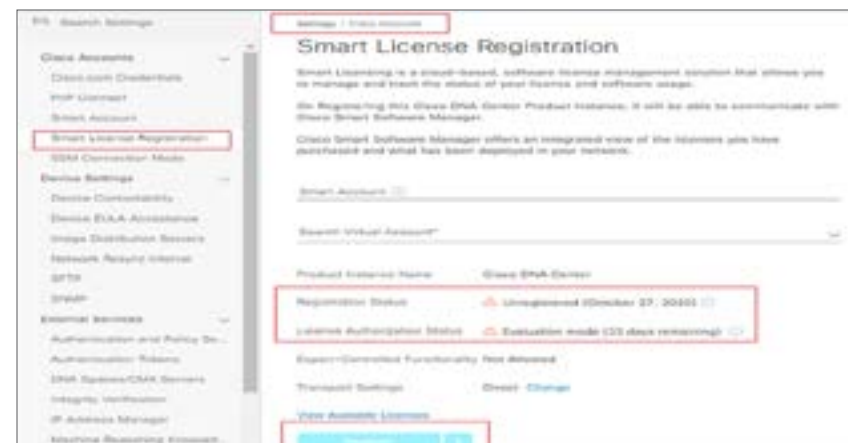 Search Settings
Cisco Accounts
Cisco.com Credentials
PnP Connect
Smart Account
Smart License Registration
SSM Connection Mode
Device Settings
Device Controllability
Device EULA Acceptance
Image Distribution Servers
Network Resync Interval
SFTP
SNMP
External Services
Authentication and Policy Se...
Authentication Tokens
DNA Spaces/CMX Servers
Integrity Verification
IP Address Manager
Machine Reasoning Knowled...
Settings / Cisco Accounts
Smart License Registration
Smart Licensing is a cloud-based, software license management solution that allows you
to manage and track the status of your license and software usage.
On Registering this Cisco DNA Center Product Instance, it will be able to communicate with
Cisco Smart Software Manager.
Cisco Smart Software Manager offers an integrated view of the licenses you have
purchased and what has been deployed in your network.
Smart Account
Search Virtual Account*
Product Instance Name Cisco DNA Center
Registration Status Unregistered (October 27, 2020)
License Authorization Status Evaluation mode (33 days remaining)
Export-Controlled Functionality Not Allowed
Transport Settings Direct Change
View Available Licenses